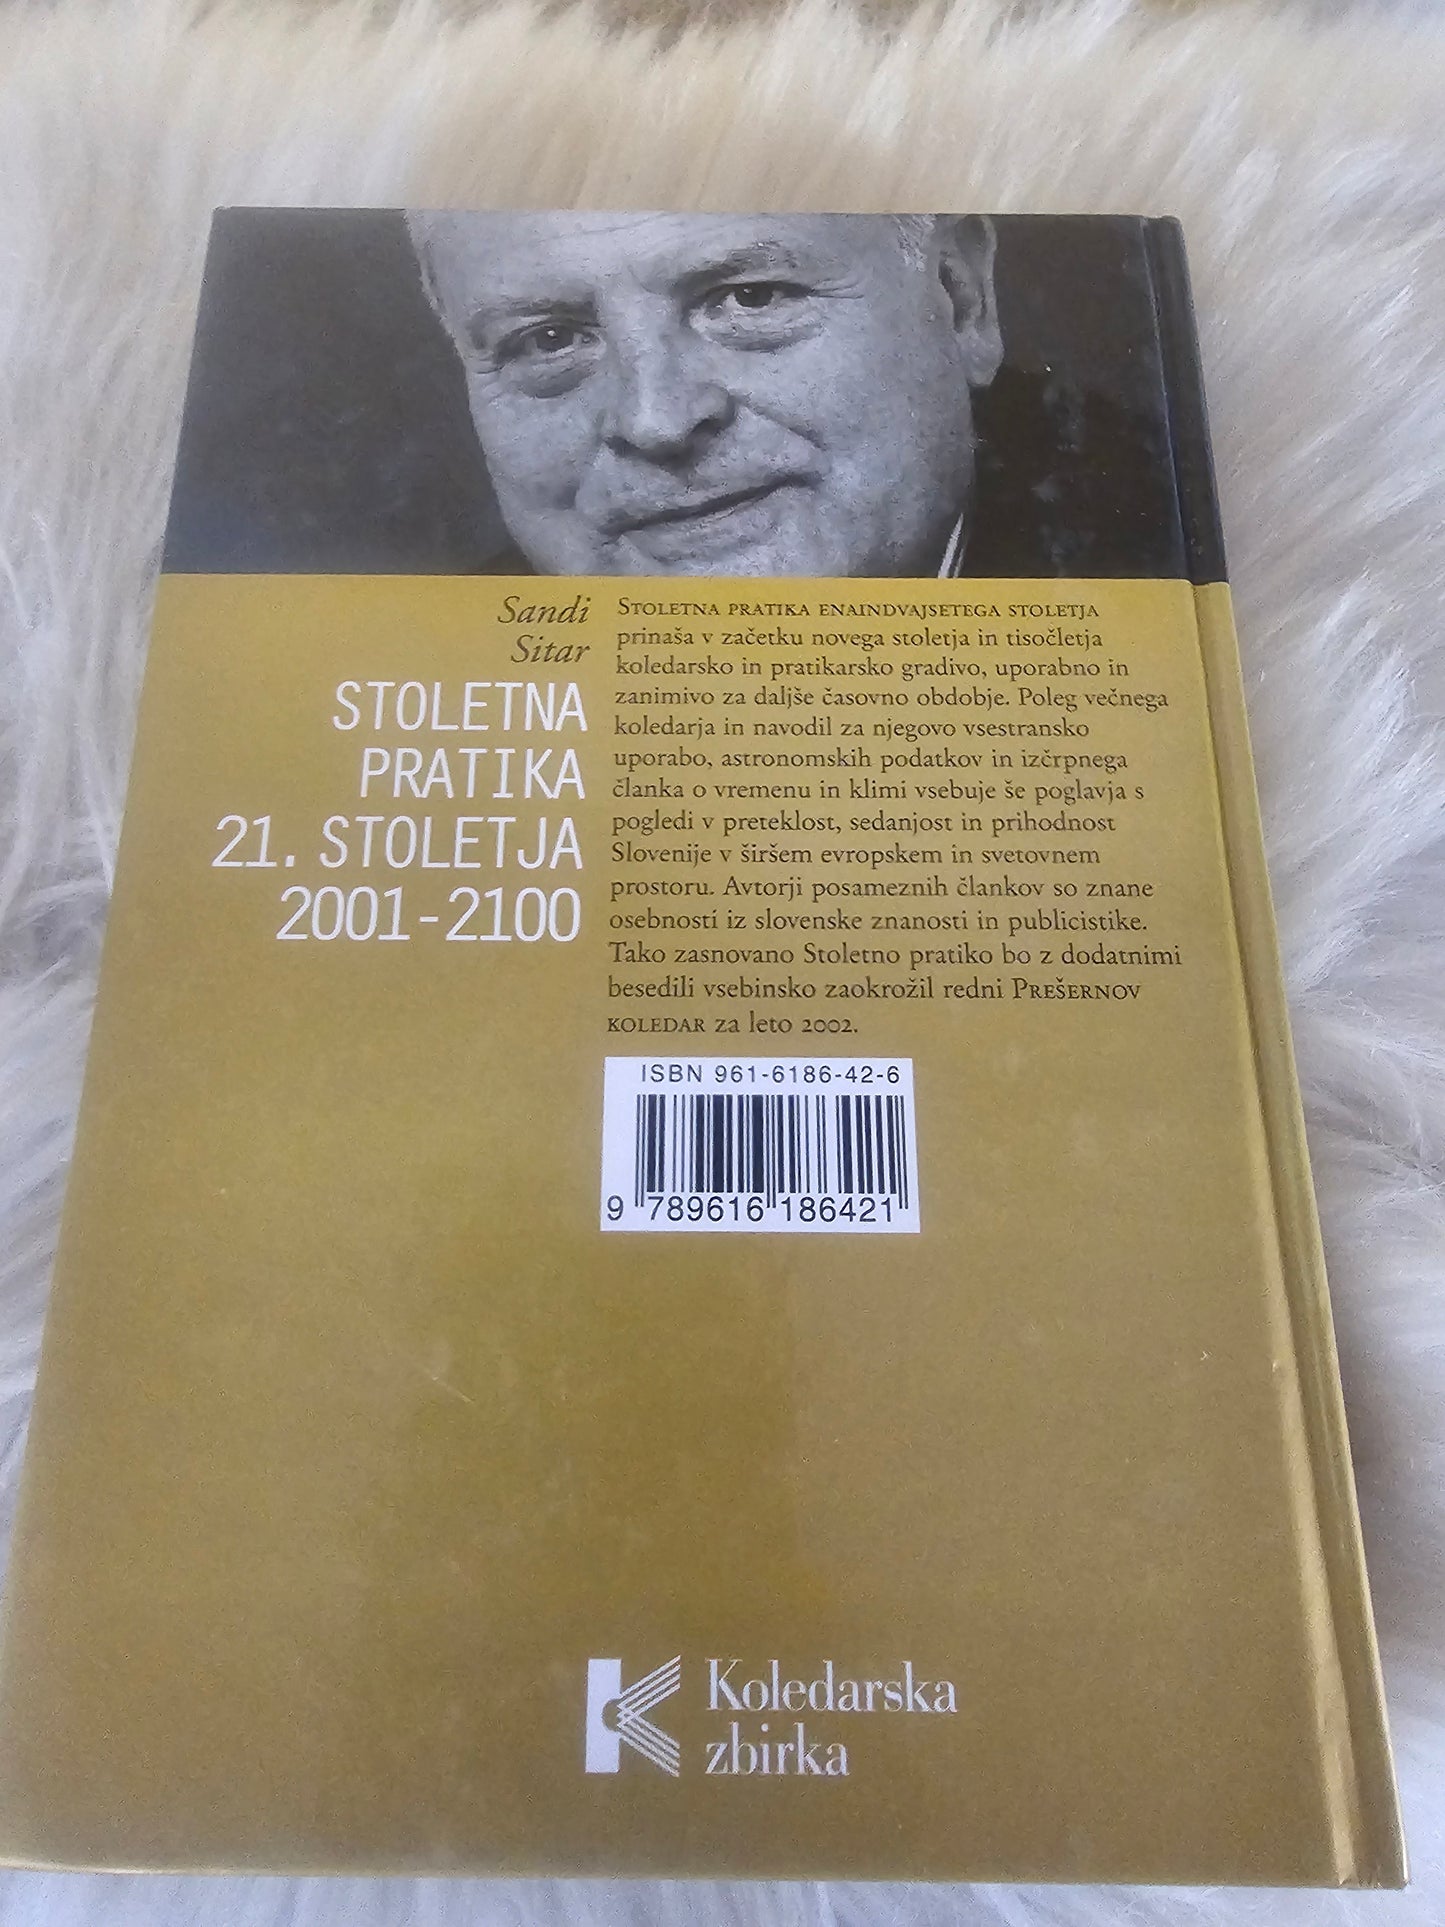 Sandi
Sitar
STOLETNA
PRATIKA
21. STOLETJA
2001-2100
STOLETNA PRATIKA ENAINDVAJSETEGA STOLETJA
prinaša v začetku novega stoletja in tisočletja
koledarsko in pratikarsko gradivo, uporabno in
zanimivo za daljše časovno obdobje. Poleg večnega
koledarja in navodil za njegovo vsestransko
uporabo, astronomskih podatkov in izčrpnega
članka o vremenu in klimi vsebuje še poglavja s
pogledi v preteklost, sedanjost in prihodnost
Slovenije v širšem evropskem in svetovnem
prostoru. Avtorji posameznih člankov so znane
osebnosti iz slovenske znanosti in publicistike.
Tako zasnovano Stoletno pratiko bo z dodatnimi
besedili vsebinsko zaokrožil redni PREŠERNOV
KOLEDAR za leto 2002.
ISBN 961-6186-42-6
9 789616 186421
Koledarska
zbirka